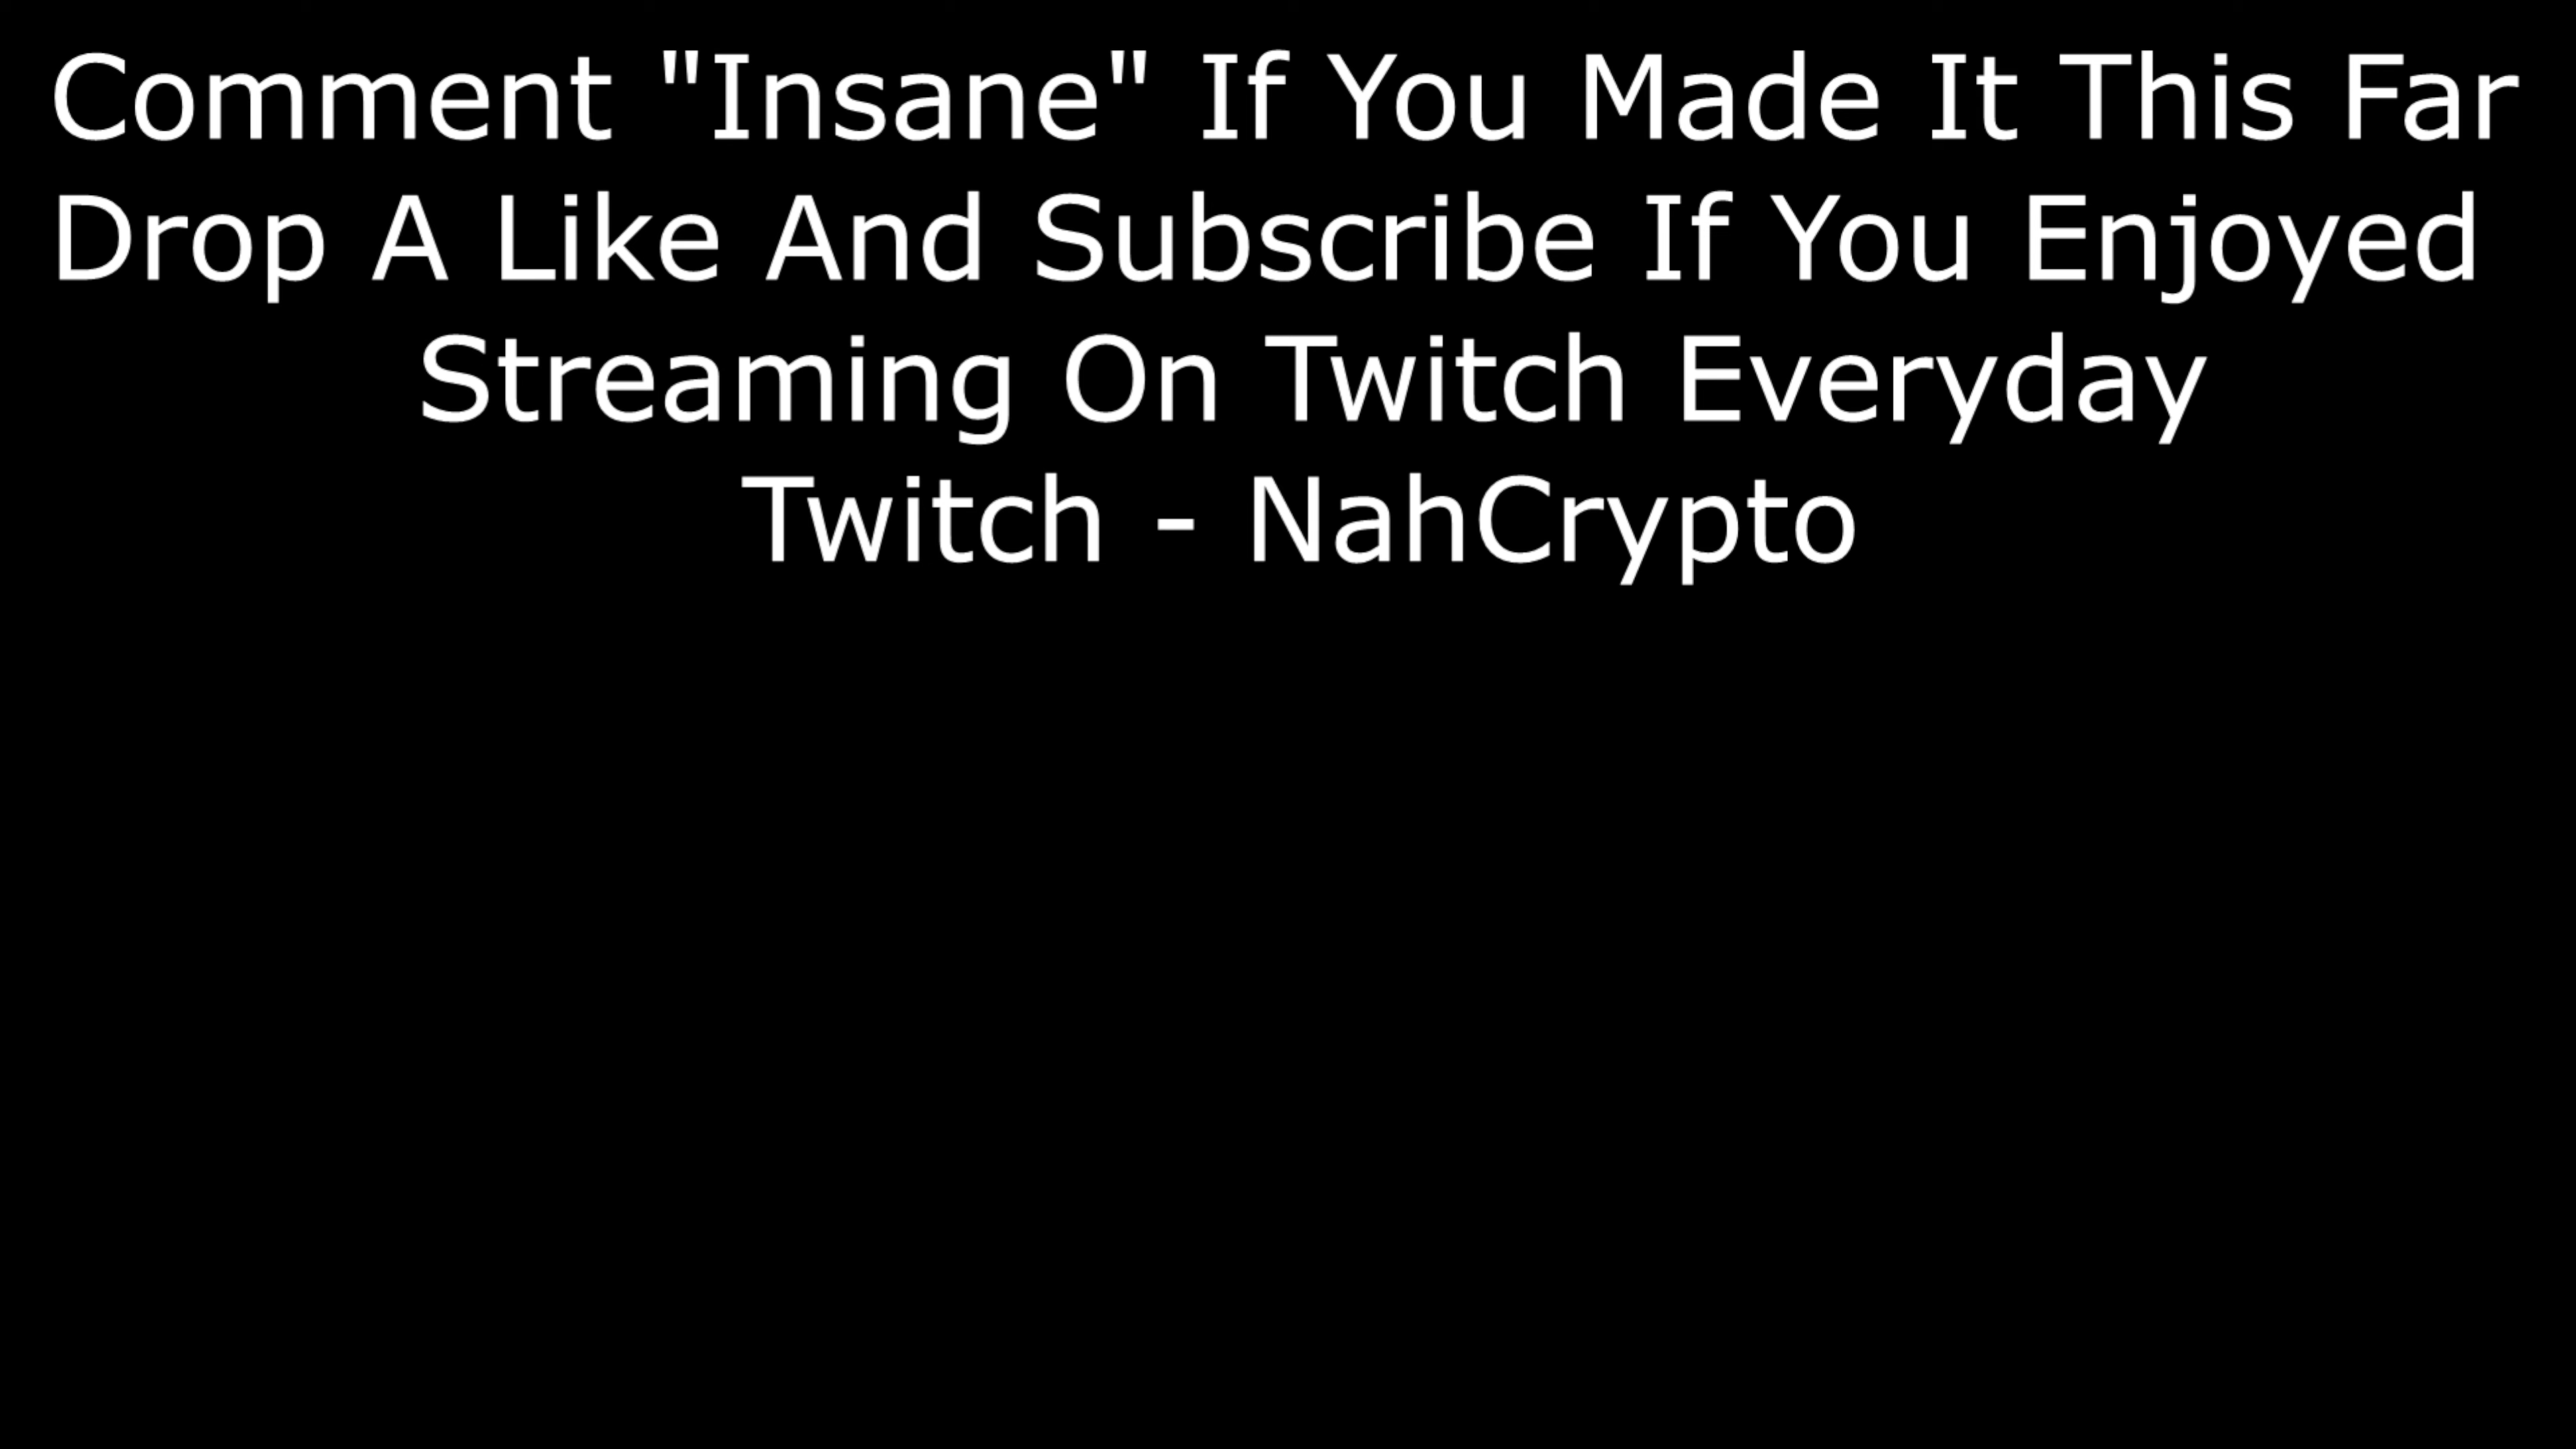 Comment "Insane" If You Made It This Far
Drop A Like And Subscribe If You Enjoyed
Streaming On Twitch Everyday
Twitch - NahCrypto